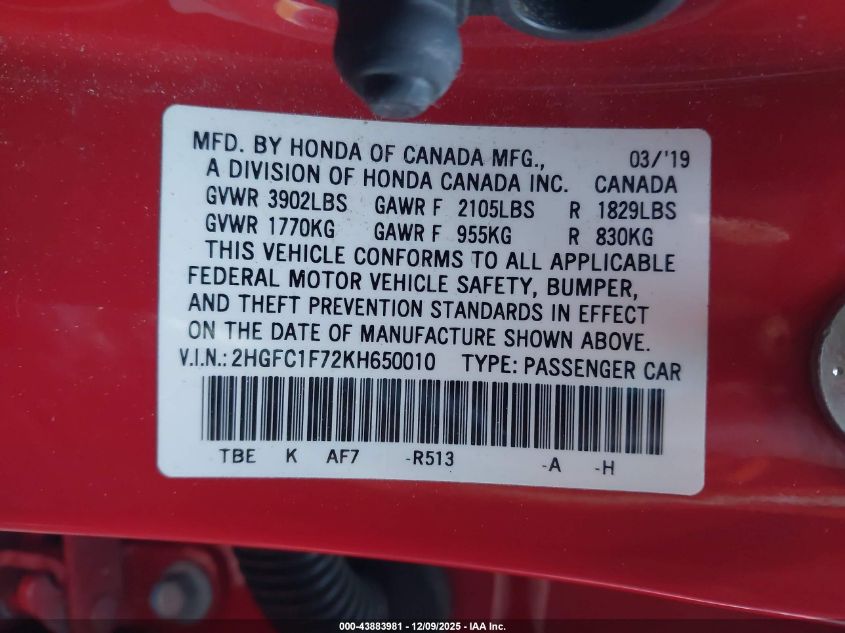 MFD. BY HONDA OF CANADA MFG., 03/'19
A DIVISION OF HONDA CANADA INC. CANADA
GVWR 3902LBS GAWR F 2105LBS R 1829LBS
GVWR 1770KG GAWR F 955KG R 830KG
THIS VEHICLE CONFORMS TO ALL APPLICABLE
FEDERAL MOTOR VEHICLE SAFETY, BUMPER,
AND THEFT PREVENTION STANDARDS IN EFFECT
ON THE DATE OF MANUFACTURE SHOWN ABOVE.
V.I.N.: 2HGFC1F72KH650010 TYPE: PASSENGER CAR
TBE K AF7 -R513 -A -H
000-43883981 - 12/09/2025 - IAA Inc.